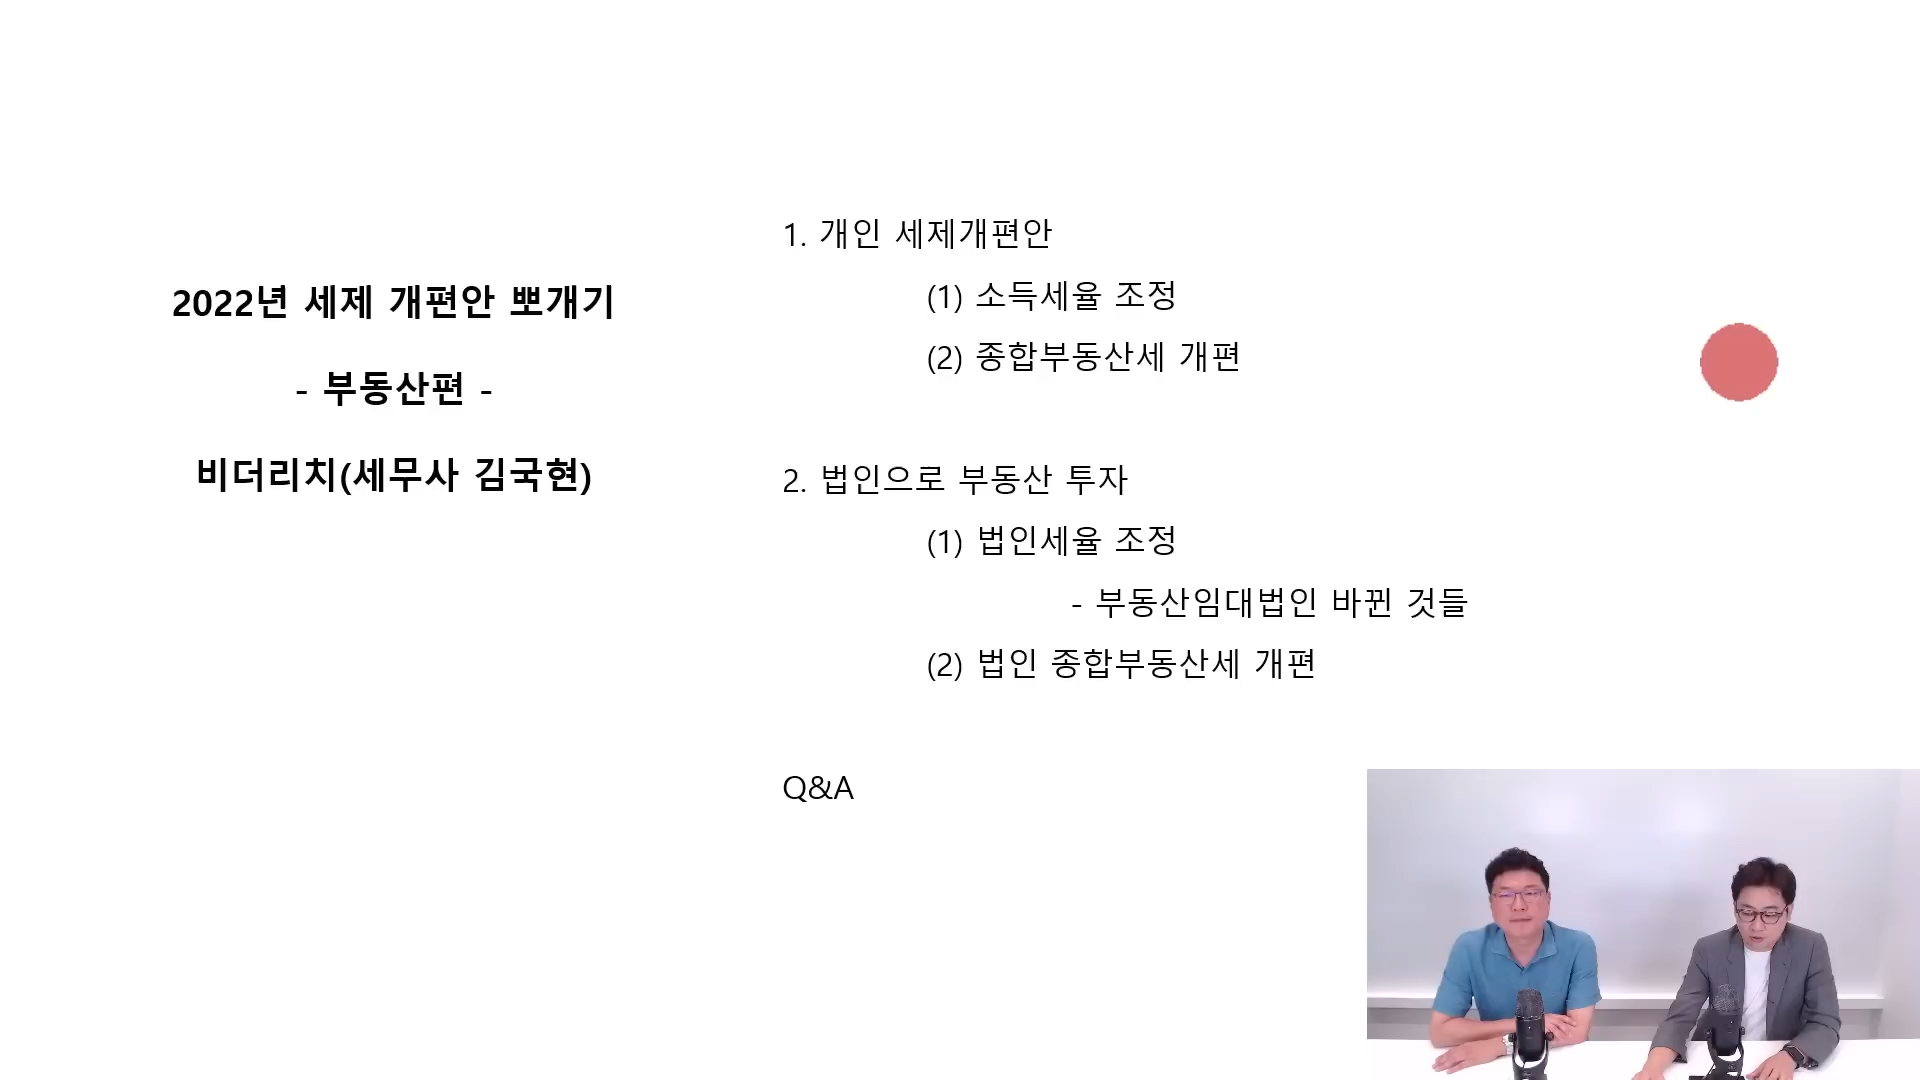 2022년 세제 개편안 뽀개기
- 부동산편 -
비더리치(세무사 김국현)
1. 개인 세제개편안
(1) 소득세율 조정
(2) 종합부동산세 개편
2. 법인으로 부동산 투자
(1) 법인세율 조정
- 부동산임대법인 바뀐 것들
(2) 법인 종합부동산세 개편
Q&A